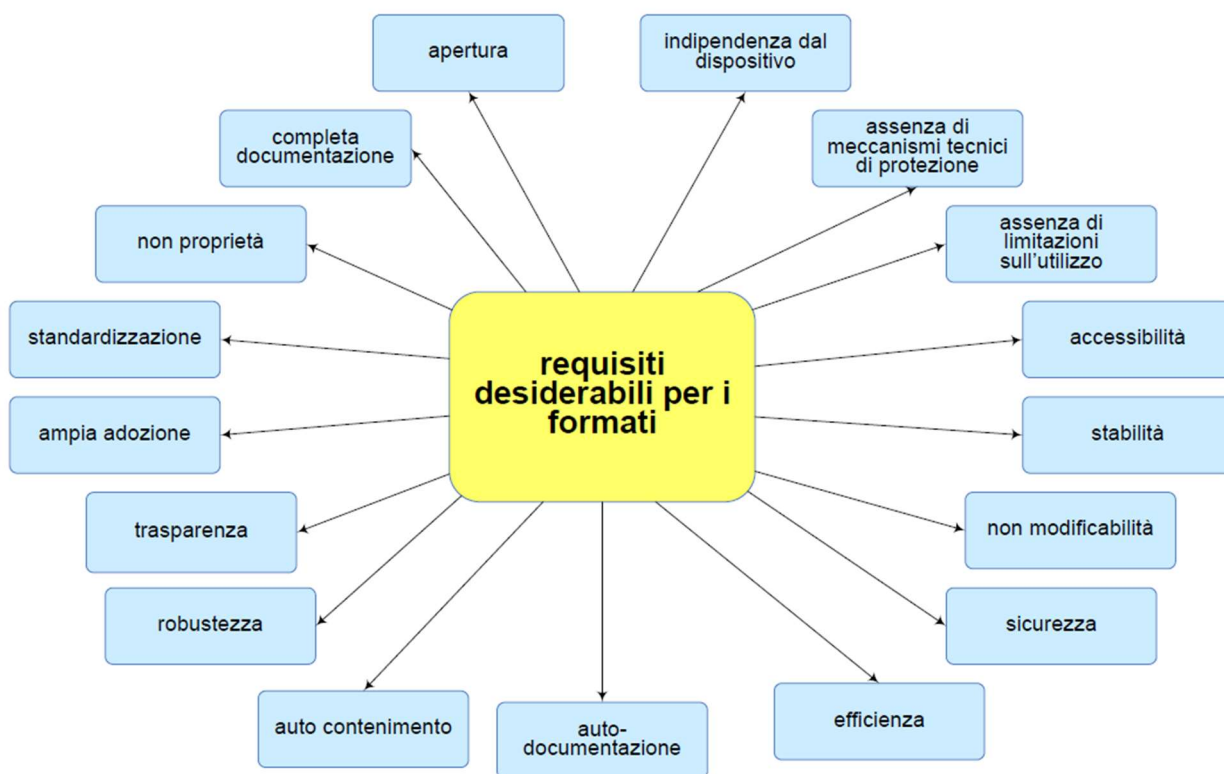 apertura
indipendenza dal
dispositivo
completa
documentazione
assenza di
meccanismi tecnici
di protezione
non proprietà
assenza di
limitazioni
sull'utilizzo
standardizzazione
requisiti
desiderabili per i
formati
accessibilità
ampia adozione
stabilità
trasparenza
non modificabilità
robustezza
sicurezza
auto contenimento
auto-
documentazione
efficienza